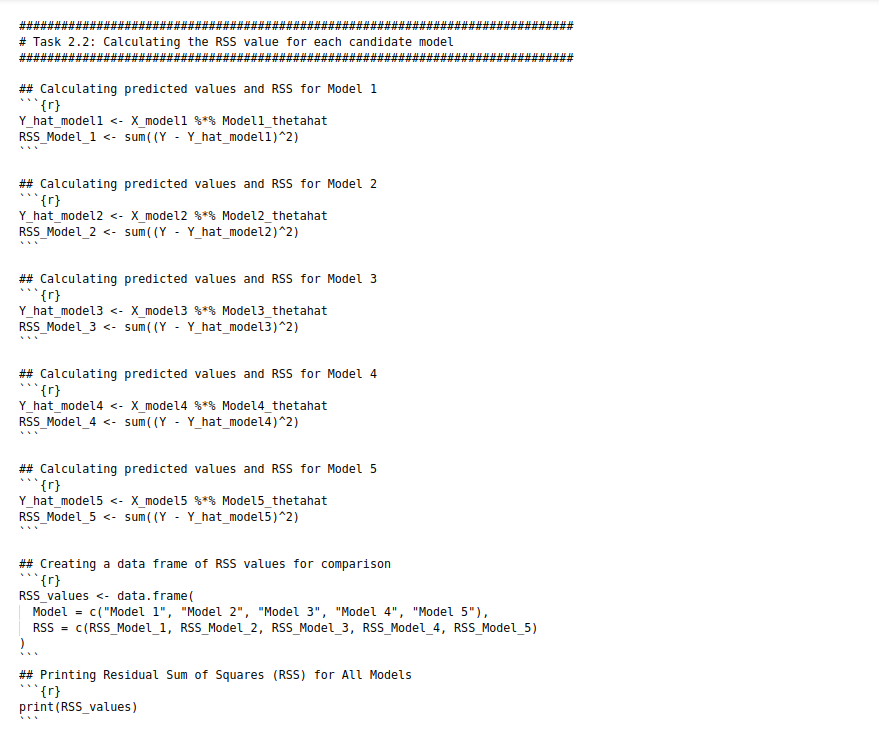 ###############################################################################
# Task 2.2: Calculating the RSS value for each candidate model
###############################################################################
## Calculating predicted values and RSS for Model 1
```{r}
Y_hat_model1 <- X_model1 %*% Model1_thetahat
RSS_Model_1 <- sum((Y - Y_hat_model1)^2)
```
## Calculating predicted values and RSS for Model 2
```{r}
Y_hat_model2 <- X_model2 %*% Model2_thetahat
RSS_Model_2 <- sum((Y - Y_hat_model2)^2)
```
## Calculating predicted values and RSS for Model 3
```{r}
Y_hat_model3 <- X_model3 %*% Model3_thetahat
RSS_Model_3 <- sum((Y - Y_hat_model3)^2)
```
## Calculating predicted values and RSS for Model 4
```{r}
Y_hat_model4 <- X_model4 %*% Model4_thetahat
RSS_Model_4 <- sum((Y - Y_hat_model4)^2)
```
## Calculating predicted values and RSS for Model 5
```{r}
Y_hat_model5 <- X_model5 %*% Model5_thetahat
RSS_Model_5 <- sum((Y - Y_hat_model5)^2)
```
## Creating a data frame of RSS values for comparison
```{r}
RSS_values <- data.frame(
  Model = c("Model 1", "Model 2", "Model 3", "Model 4", "Model 5"),
  RSS = c(RSS_Model_1, RSS_Model_2, RSS_Model_3, RSS_Model_4, RSS_Model_5)
)
```
## Printing Residual Sum of Squares (RSS) for All Models
```{r}
print(RSS_values)
```